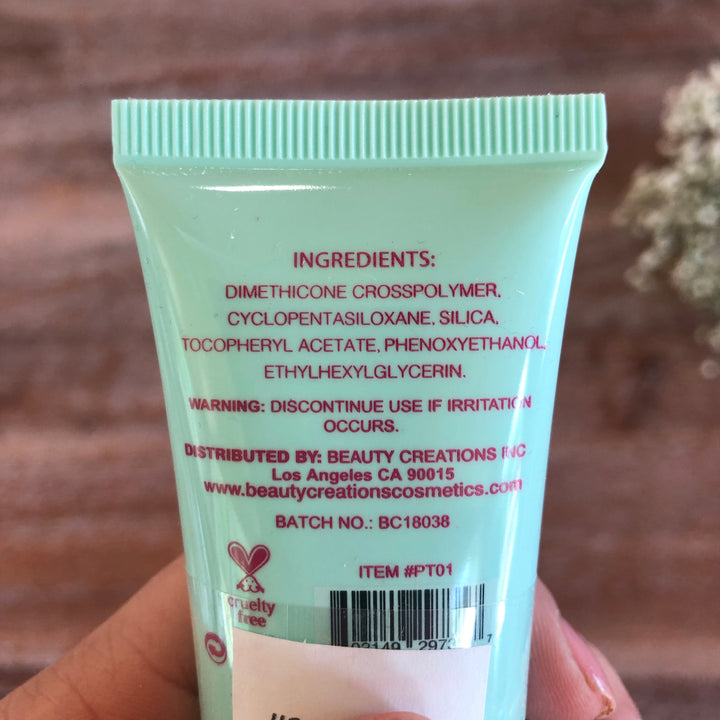 INGREDIENTS:
DIMETHICONE CROSSPOLYMER,
CYCLOPENTASILOXANE, SILICA,
TOCOPHERYL ACETATE, PHENOXYETHANOL,
ETHYLHEXYLGLYCERIN.
WARNING: DISCONTINUE USE IF IRRITATION
OCCURS.
DISTRIBUTED BY: BEAUTY CREATIONS INC
Los Angeles CA 90015
www.beautycreationscosmetics.com
BATCH NO.: BC18038
ITEM #PT01
cruelty
free
7